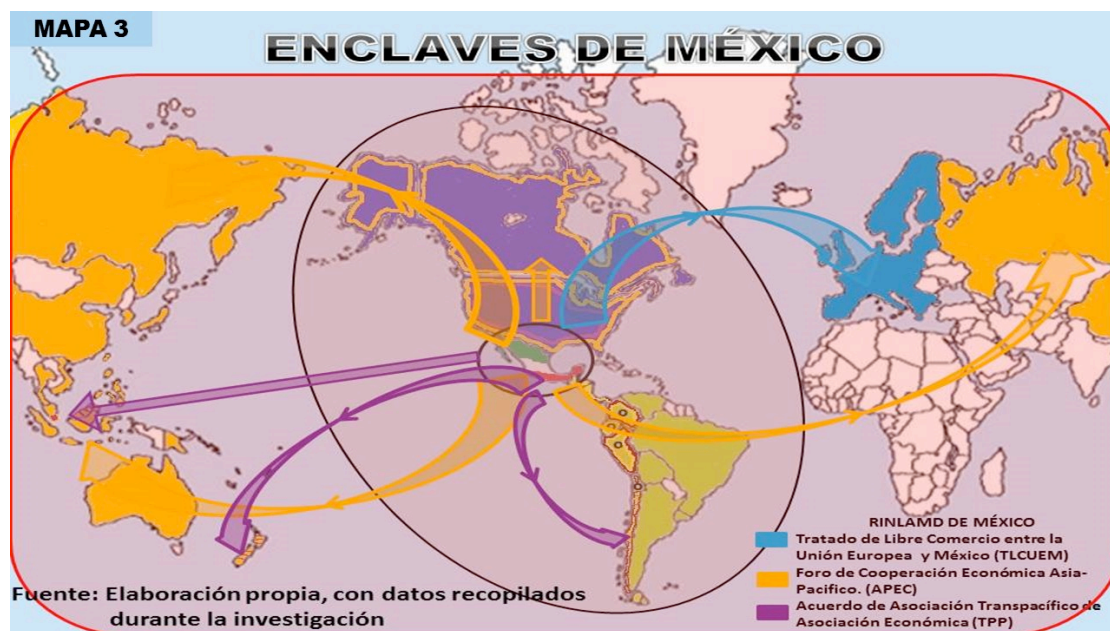 MAPA 3
ENCLAVES DE MÉXICO
RINLAMD DE MÉXICO
Tratado de Libre Comercio entre la
Unión Europea y México (TLCUEM)
Foro de Cooperación Económica Asia-
Pacifico. (APEC)
Acuerdo de Asociación Transpacífico de
Asociación Económica (TPP)
Fuente: Elaboración propia, con datos recopilados
durante la investigación